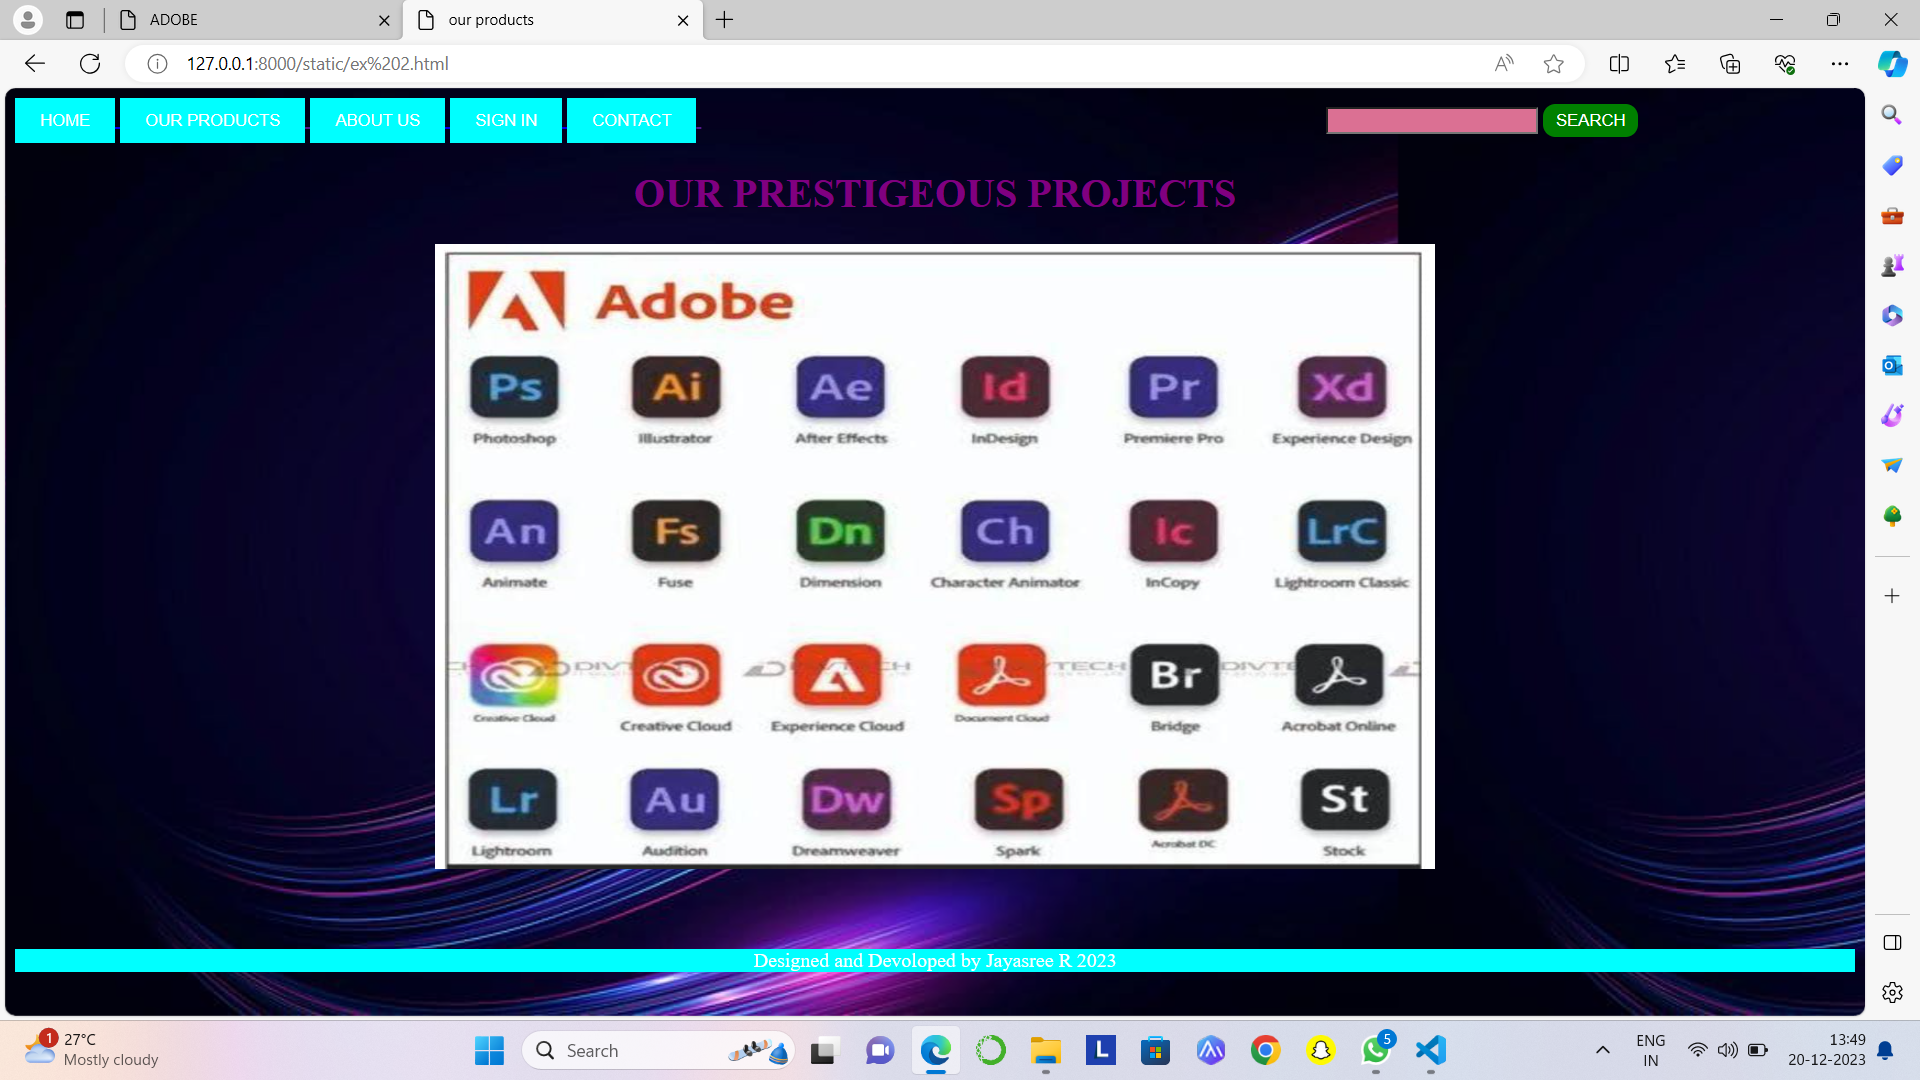 ADOBE our products
127.0.0.1:8000/static/ex%202.html
HOME OUR PRODUCTS ABOUT US SIGN IN CONTACT SEARCH
OUR PRESTIGEOUS PROJECTS
Adobe
Ps Ai Ae Id Pr Xd
Photoshop Illustrator After Effects InDesign Premiere Pro Experience Design
An Fs Dn Ch Ic LrC
Animate Fuse Dimension Character Animator InCopy Lightroom Classic
Br
Creative Cloud Creative Cloud Experience Cloud Document Cloud Bridge Acrobat Online
Lr Au Dw Sp St
Lightroom Audition Dreamweaver Spark Acrobat DC Stock
Designed and Devoloped by Jayasree R 2023
1 27°C
Mostly cloudy
Search
L
5
ENG
IN
13:49
20-12-2023